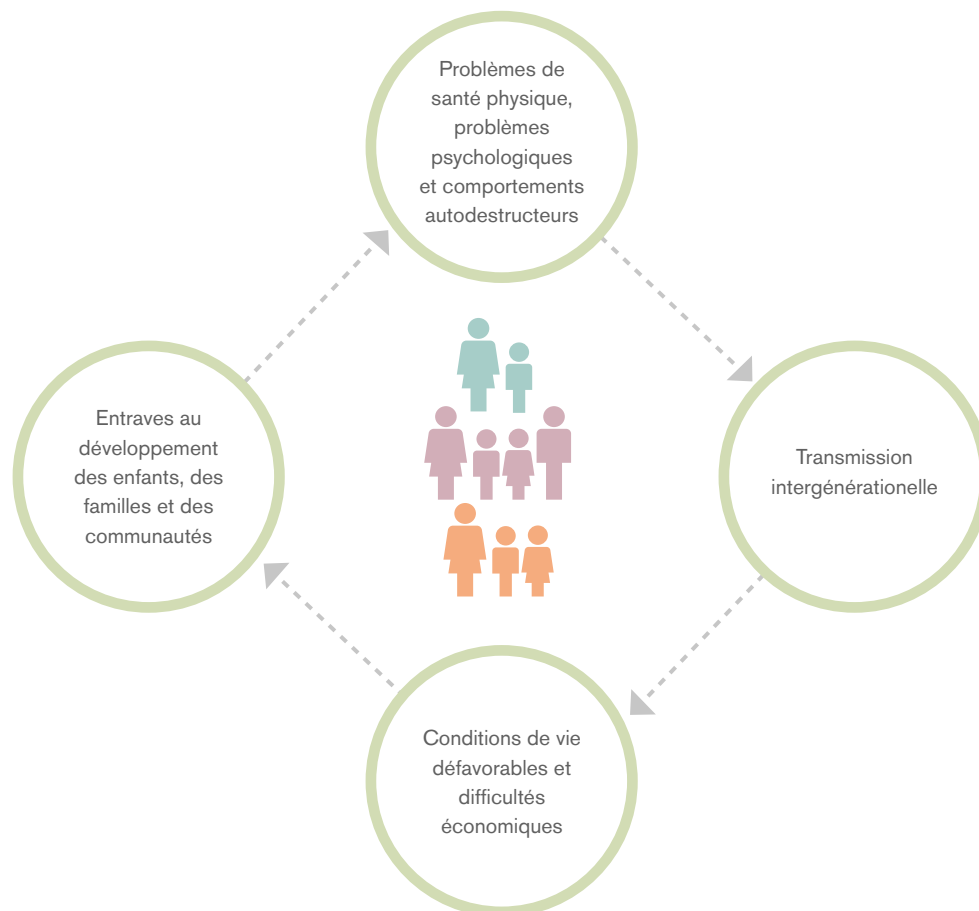 Problèmes de
santé physique,
problèmes
psychologiques
et comportements
autodestructeurs
Entraves au
développement
des enfants, des
familles et des
communautés
Transmission
intergénérationelle
Conditions de vie
défavorables et
difficultés
économiques